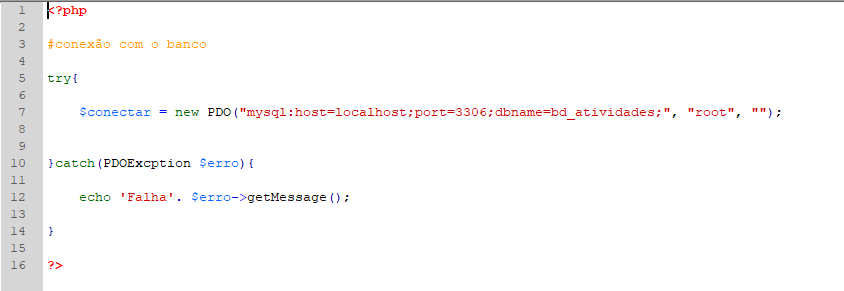 1 <?php
2
3 #conexão com o banco
4
5 try{
6
7 $conectar = new PDO("mysql:host=localhost;port=3306;dbname=bd_atividades;", "root", "");
8
9
10 }catch(PDOExcption $erro){
11
12 echo 'Falha'. $erro->getMessage();
13
14 }
15
16 ?>